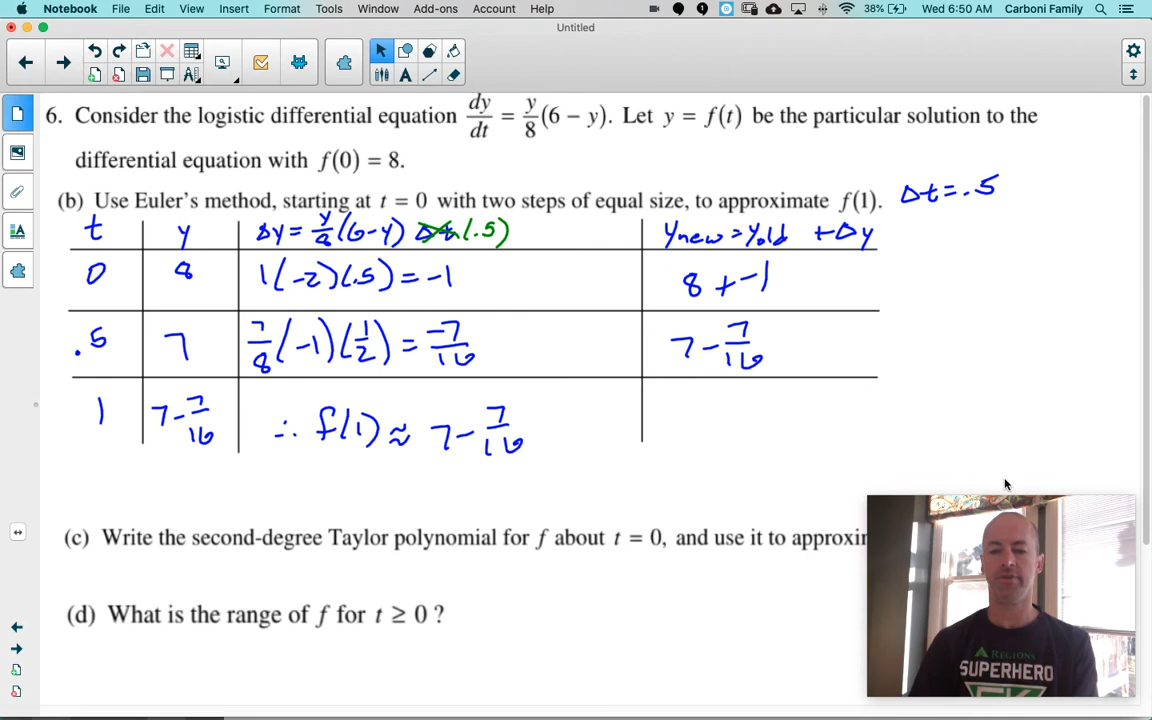 Notebook File Edit View Insert Format Tools Window Add-ons Account Help 38% Wed 6:50 AM Carboni Family
Untitled
6. Consider the logistic differential equation dy/dt = y/8(6 − y). Let y = f(t) be the particular solution to the
differential equation with f(0) = 8.
(b) Use Euler's method, starting at t = 0 with two steps of equal size, to approximate f(1). Δt = .5
t y Δy = y/8(6-y) Δt (.5) ynew = yold + Δy
0 8 1(-2)(.5) = -1 8 + -1
.5 7 7/8(-1)(1/2) = -7/16 7 - 7/16
1 7 - 7/16 ∴ f(1) ≈ 7 - 7/16
(c) Write the second-degree Taylor polynomial for f about t = 0, and use it to approxin
(d) What is the range of f for t ≥ 0 ?
REGIONS
SUPERHERO
5K